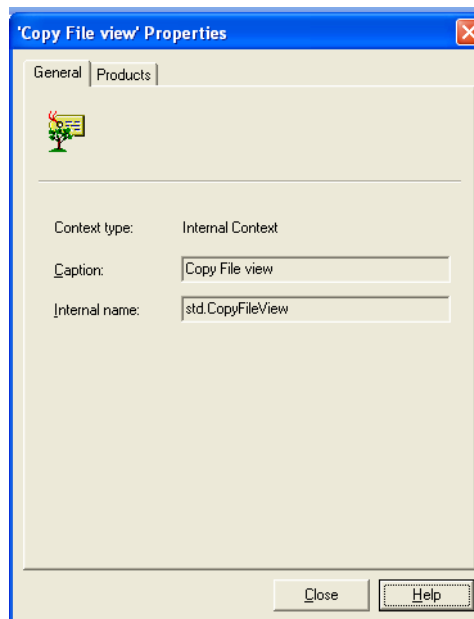 'Copy File view' Properties
General Products
Context type: Internal Context
Caption: Copy File view
Internal name: std.CopyFileView
Close Help